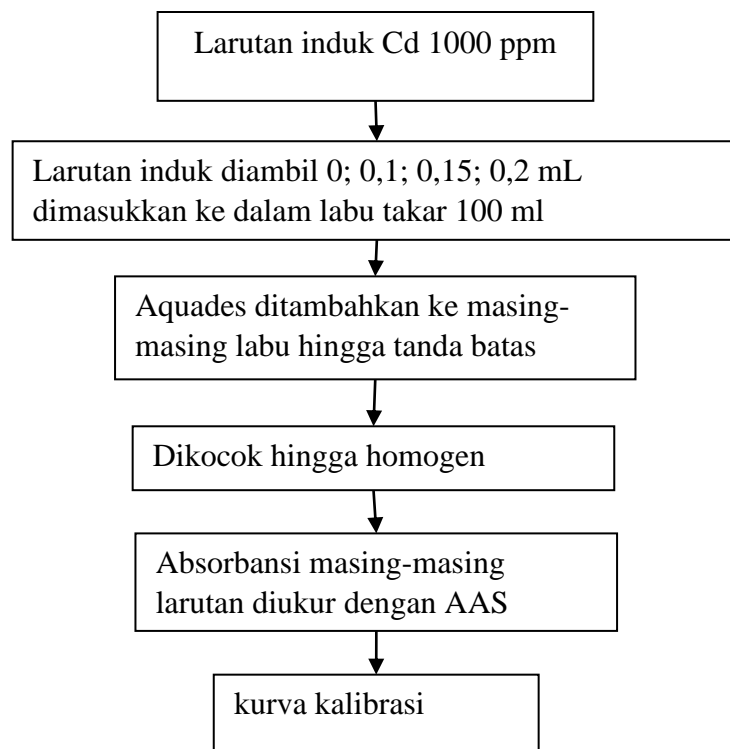 Larutan induk Cd 1000 ppm
Larutan induk diambil 0; 0,1; 0,15; 0,2 mL
dimasukkan ke dalam labu takar 100 ml
Aquades ditambahkan ke masing-
masing labu hingga tanda batas
Dikocok hingga homogen
Absorbansi masing-masing
larutan diukur dengan AAS
kurva kalibrasi